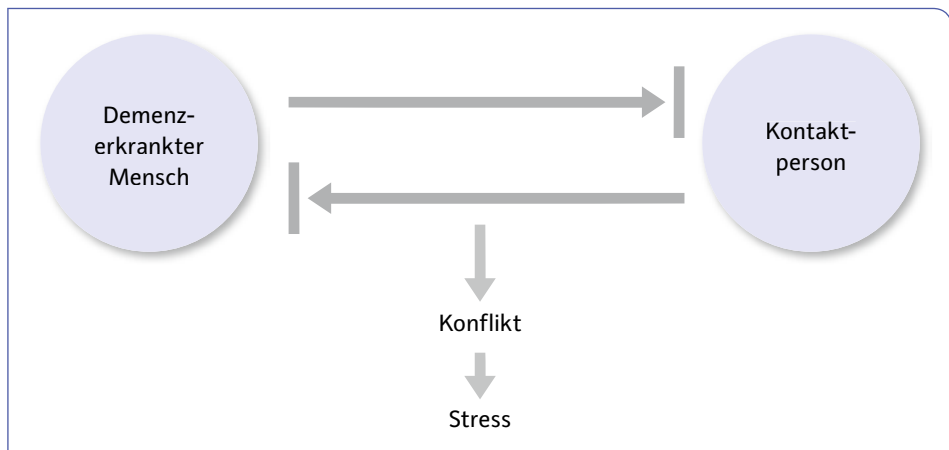 Demenz-
erkrankter
Mensch
Kontakt-
person
Konflikt
Stress